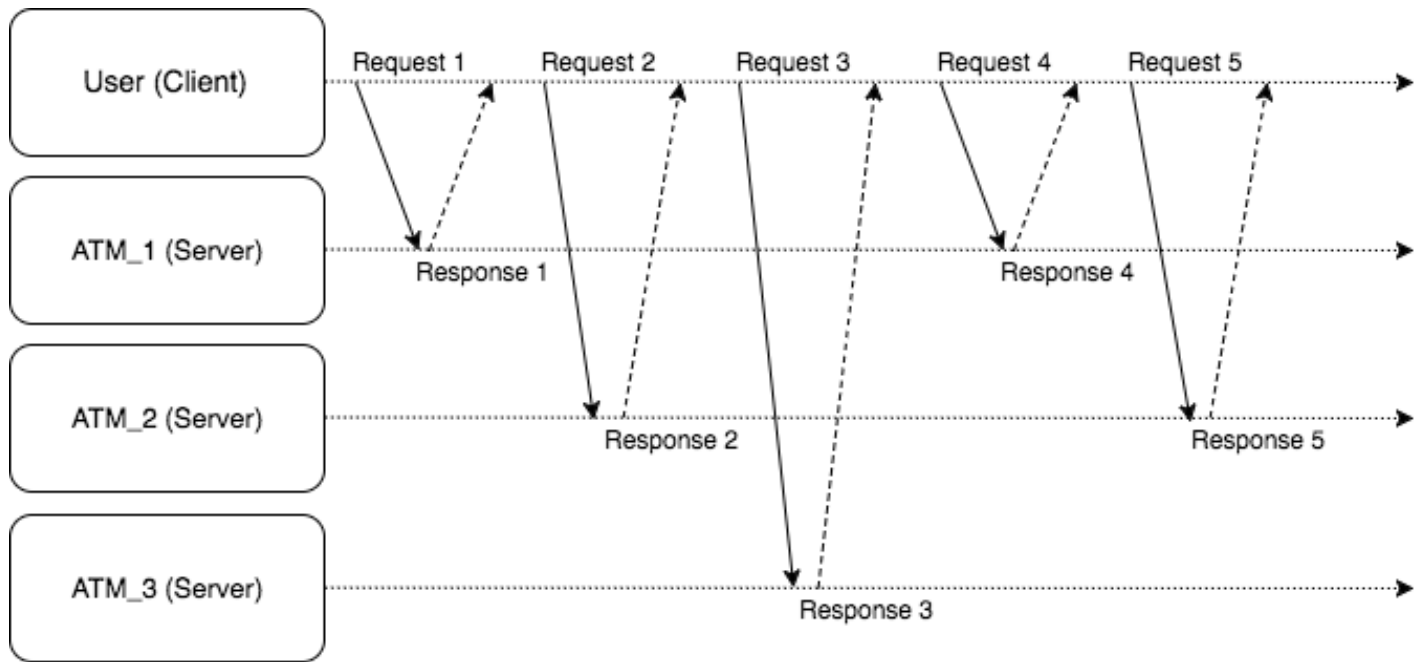 User (Client)
Request 1
Request 2
Request 3
Request 4
Request 5
ATM_1 (Server)
Response 1
Response 4
ATM_2 (Server)
Response 2
Response 5
ATM_3 (Server)
Response 3